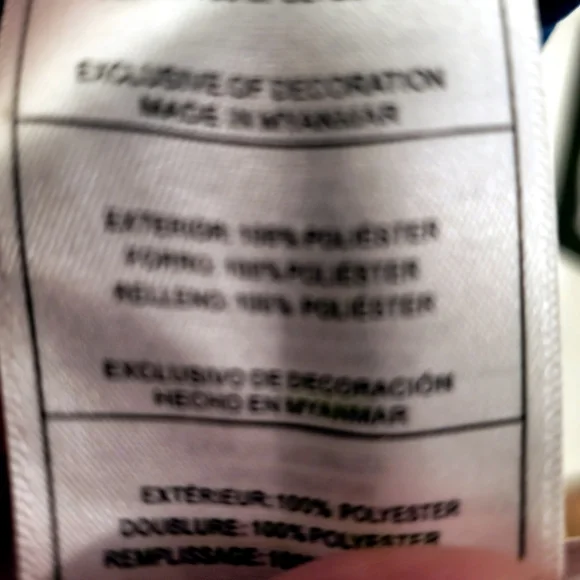 EXCLUSIVE OF DECORATION
MADE IN MYANMAR
EXTERIOR: 100% POLIÉSTER
FORRO: 100% POLIÉSTER
RELLENO: 100% POLIÉSTER
EXCLUSIVO DE DECORACIÓN
HECHO EN MYANMAR
EXTÉRIEUR: 100% POLYESTER
DOUBLURE: 100% POLYESTER
REMPLISSAGE: